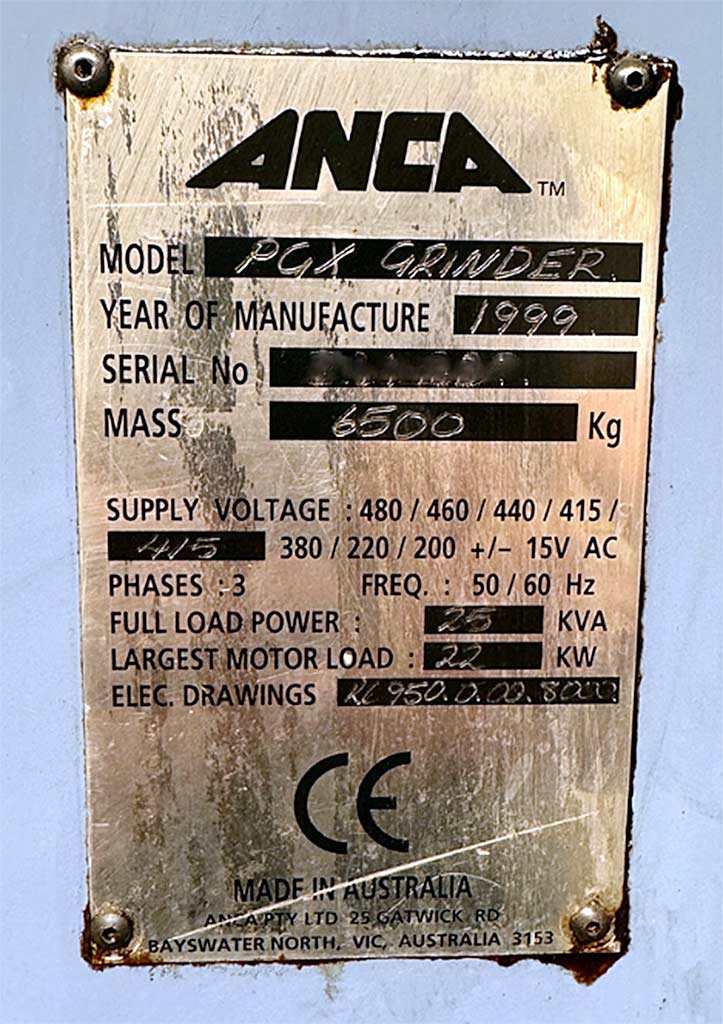 ANCA TM
MODEL PGX GRINDER
YEAR OF MANUFACTURE 1999
SERIAL No
MASS 6500 Kg
SUPPLY VOLTAGE : 480 / 460 / 440 / 415 /
415 380 / 220 / 200 +/- 15V AC
PHASES : 3 FREQ. : 50 / 60 Hz
FULL LOAD POWER : 25 KVA
LARGEST MOTOR LOAD : 22 KW
ELEC. DRAWINGS
CE
MADE IN AUSTRALIA
ANCA PTY LTD 25 GATWICK RD
BAYSWATER NORTH, VIC, AUSTRALIA 3153